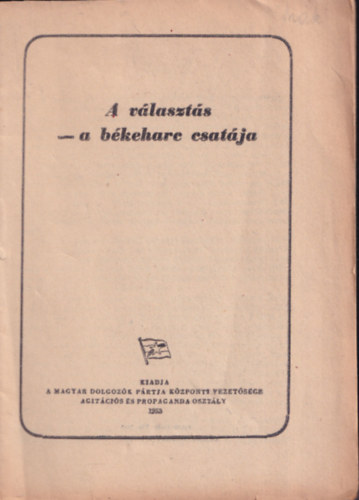 A választás
— a békeharc csatája
KIADJA
A MAGYAR DOLGOZÓK PÁRTJA KÖZPONTI VEZETŐSÉGE
AGITÁCIÓS ÉS PROPAGANDA OSZTÁLY
1953